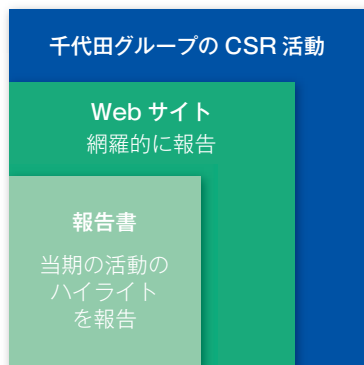 千代田グループの CSR 活動
Web サイト
網羅的に報告
報告書
当期の活動の
ハイライト
を報告